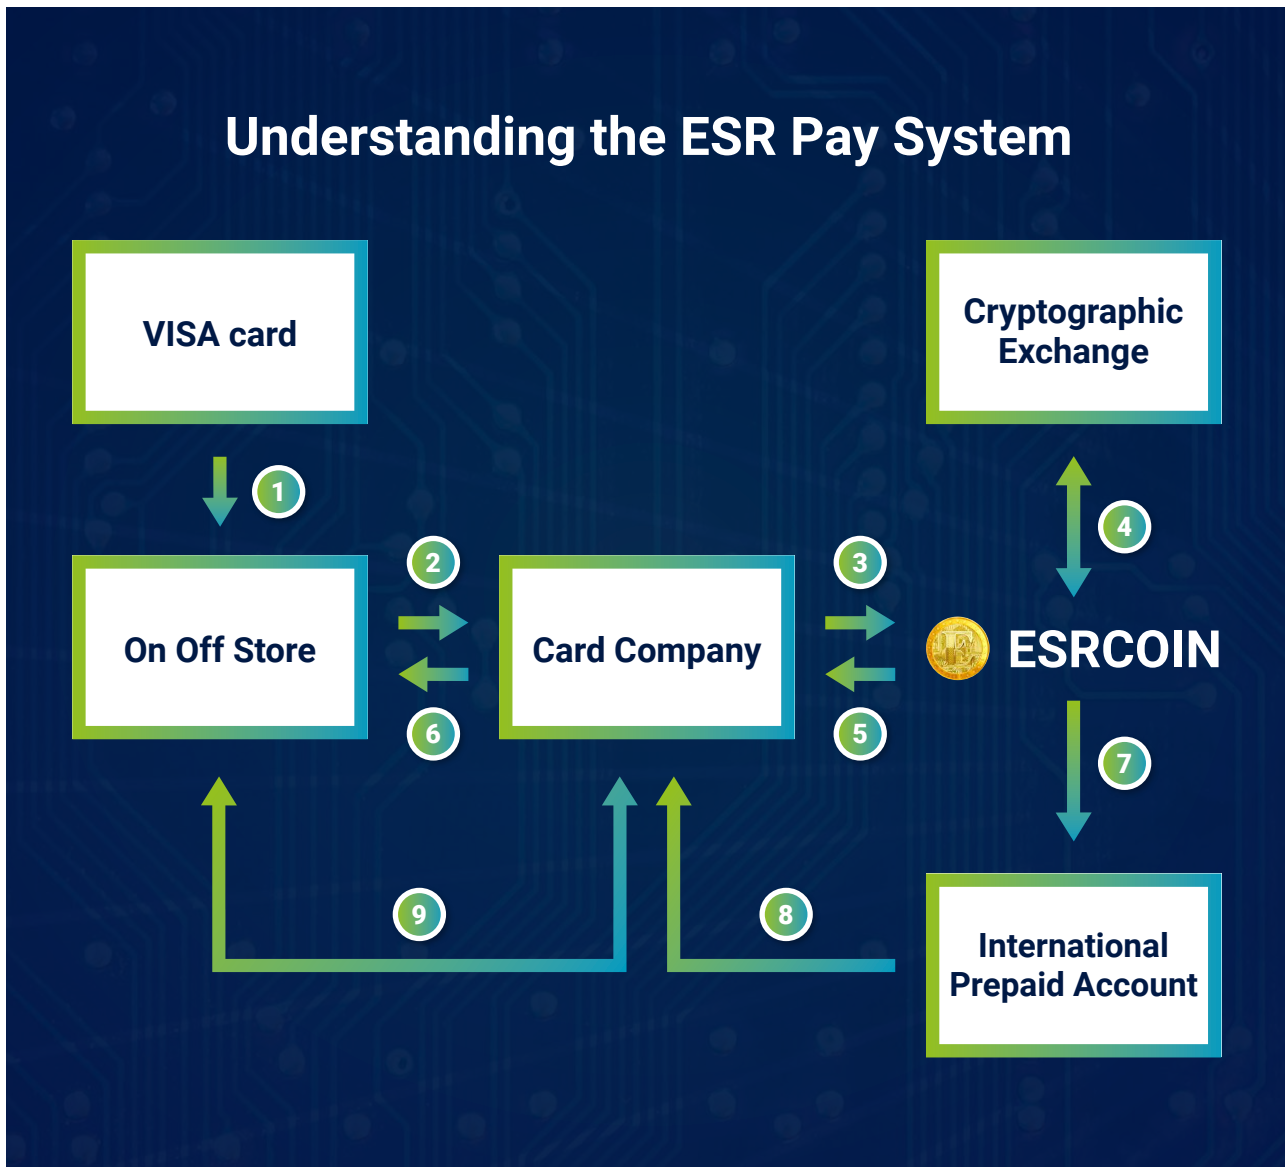 Understanding the ESR Pay System
VISA card
Cryptographic
Exchange
1
4
2
3
On Off Store
Card Company
ESRCOIN
6
5
7
9
8
International
Prepaid Account